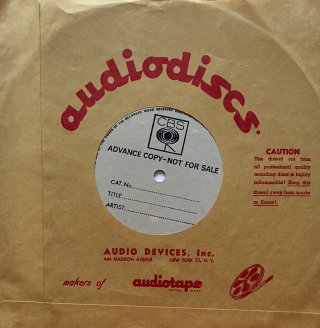 audiodiscs.
CBS
ADVANCE COPY-NOT FOR SALE
CAT. No.
TITLE
ARTIST
CAUTION
The thread cut from
all professional quality
recording discs is highly
inflammable! Keep this
thread away from sparks
or flame!
AUDIO DEVICES, Inc.
444 MADISON AVENUE NEW YORK 22, N. Y.
makers of audiotape
TRADE MARK